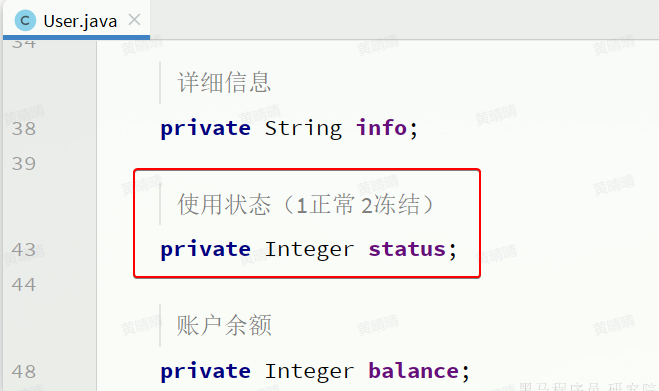 User.java
34
详细信息
38 private String info;
39
使用状态（1正常 2冻结）
43 private Integer status;
44
账户余额
48 private Integer balance;
黑马程序员 研究院